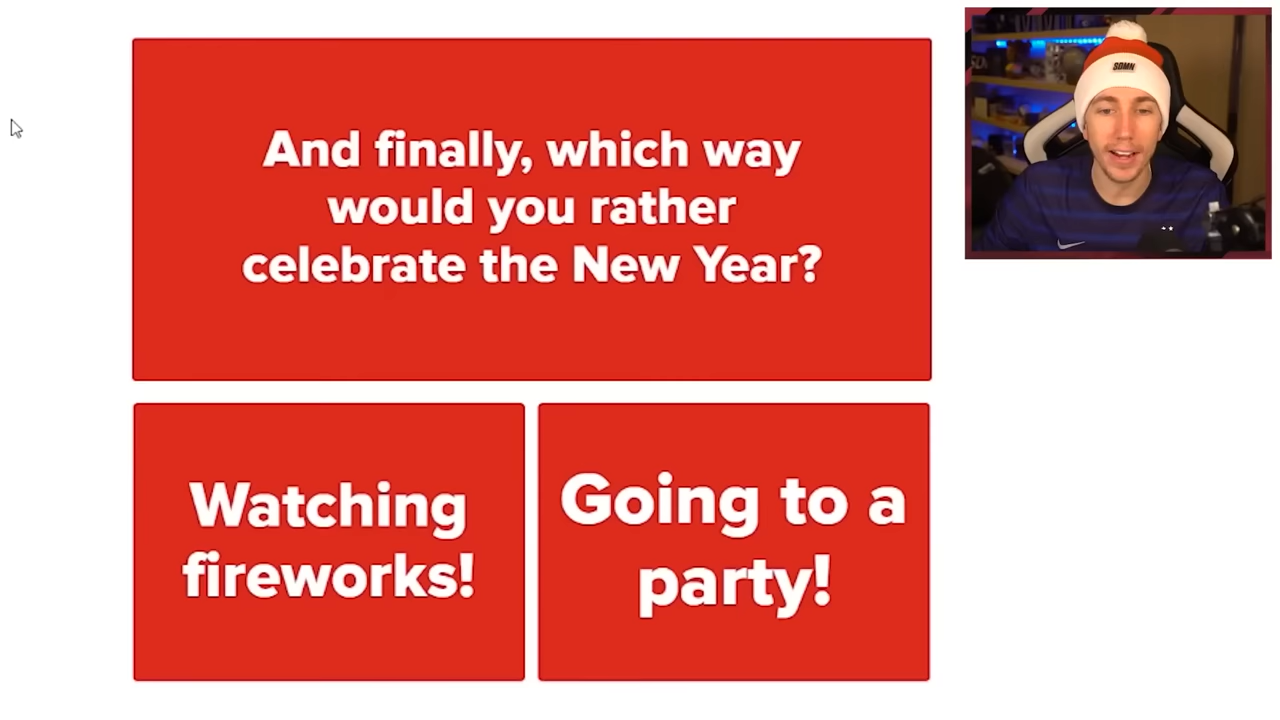 And finally, which way
would you rather
celebrate the New Year?
Watching
fireworks!
Going to a
party!
SDMN